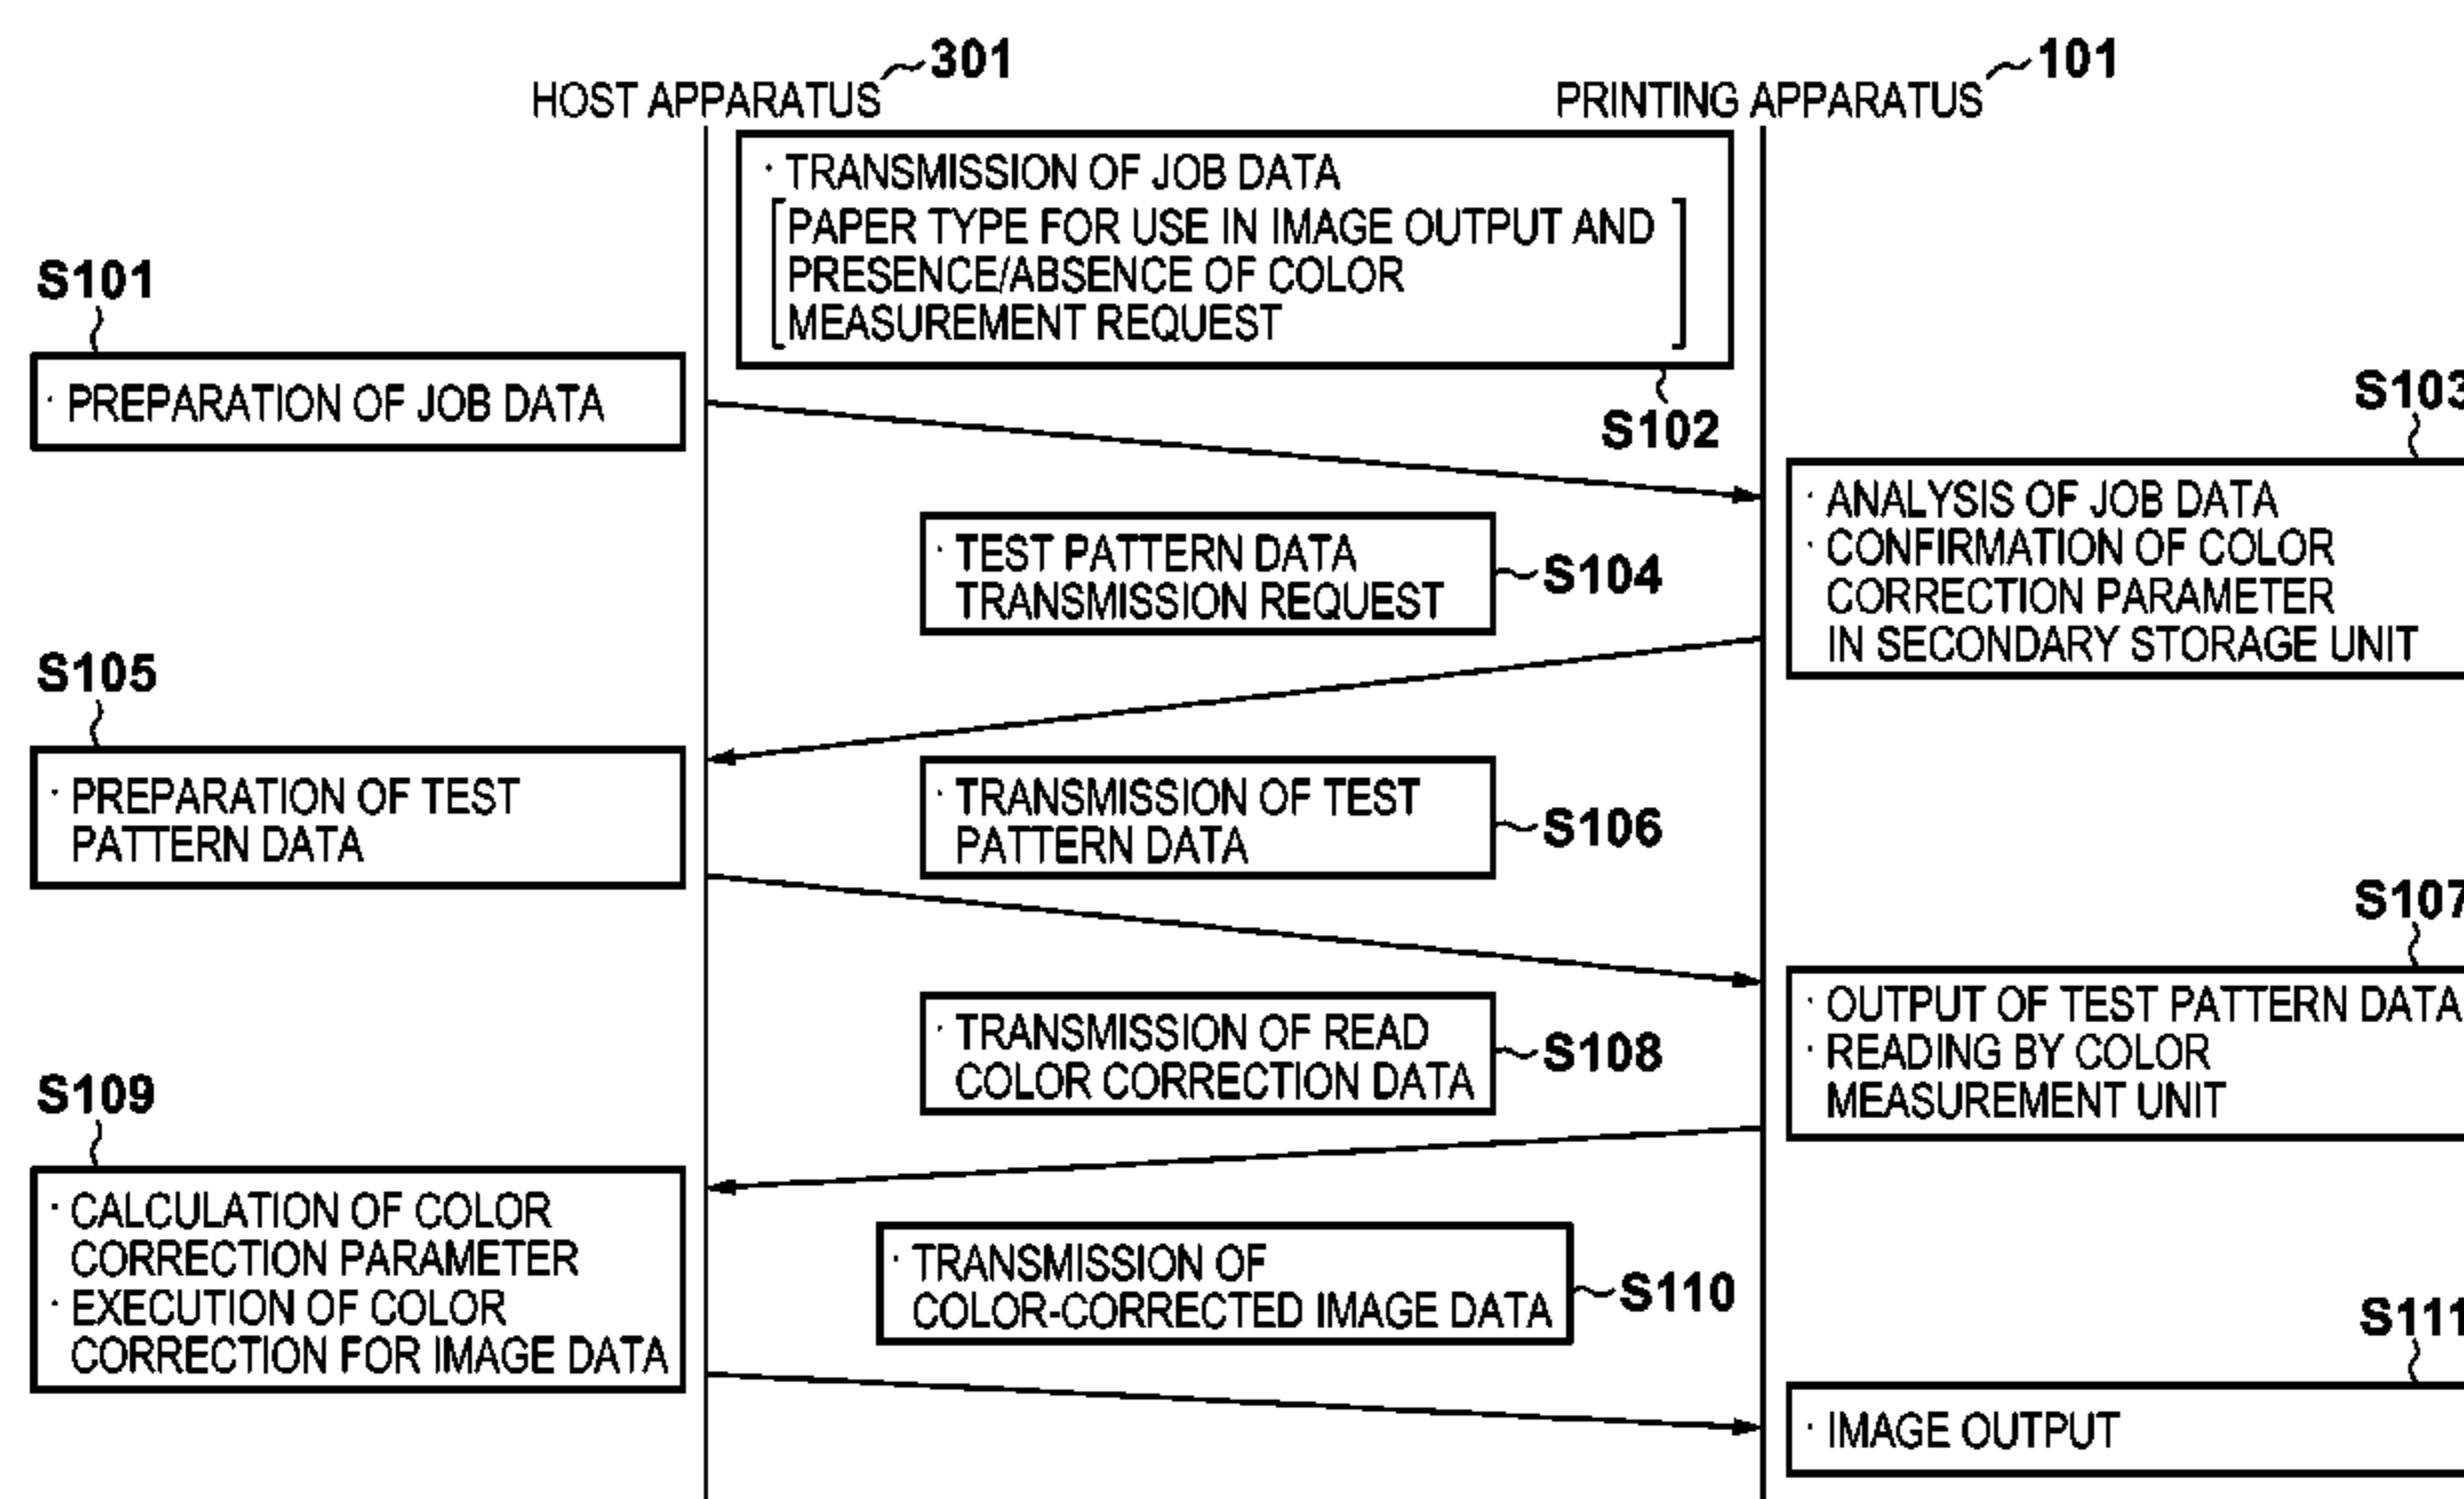 301
HOST APPARATUS
101
PRINTING APPARATUS
· TRANSMISSION OF JOB DATA
[PAPER TYPE FOR USE IN IMAGE OUTPUT AND
PRESENCE/ABSENCE OF COLOR
MEASUREMENT REQUEST]
S102
S101
· PREPARATION OF JOB DATA
S103
· ANALYSIS OF JOB DATA
· CONFIRMATION OF COLOR
CORRECTION PARAMETER
IN SECONDARY STORAGE UNIT
· TEST PATTERN DATA
TRANSMISSION REQUEST
S104
S105
· PREPARATION OF TEST
PATTERN DATA
· TRANSMISSION OF TEST
PATTERN DATA
S106
S107
· OUTPUT OF TEST PATTERN DATA
· READING BY COLOR
MEASUREMENT UNIT
· TRANSMISSION OF READ
COLOR CORRECTION DATA
S108
S109
· CALCULATION OF COLOR
CORRECTION PARAMETER
· EXECUTION OF COLOR
CORRECTION FOR IMAGE DATA
· TRANSMISSION OF
COLOR-CORRECTED IMAGE DATA
S110
S111
· IMAGE OUTPUT